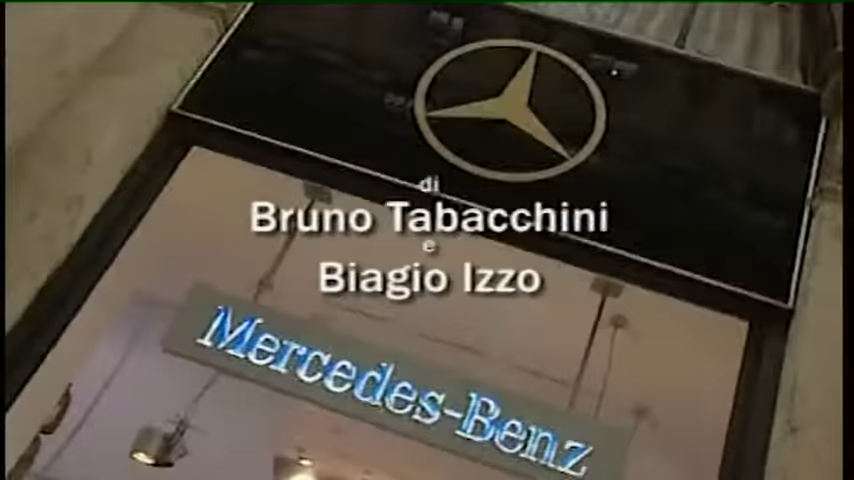 di
Bruno Tabacchini
e
Biagio Izzo
Mercedes-Benz